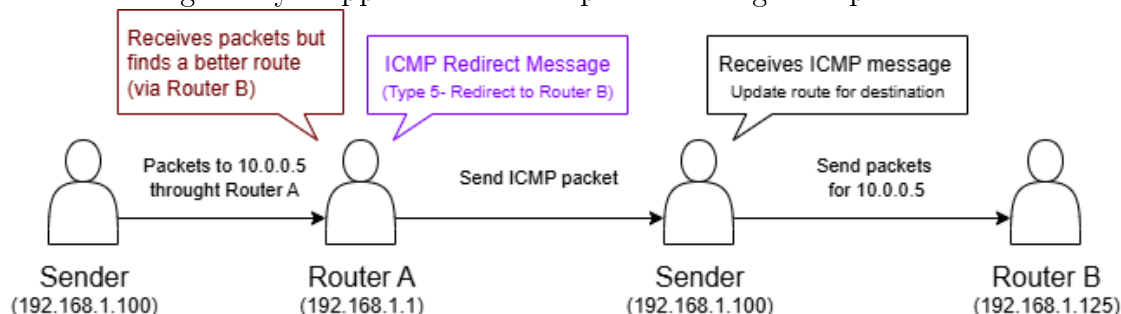 Receives packets but
finds a better route
(via Router B)
ICMP Redirect Message
(Type 5- Redirect to Router B)
Receives ICMP message
Update route for destination
Packets to 10.0.0.5
throught Router A
Send ICMP packet
Send packets
for 10.0.0.5
Sender
(192.168.1.100)
Router A
(192.168.1.1)
Sender
(192.168.1.100)
Router B
(192.168.1.125)